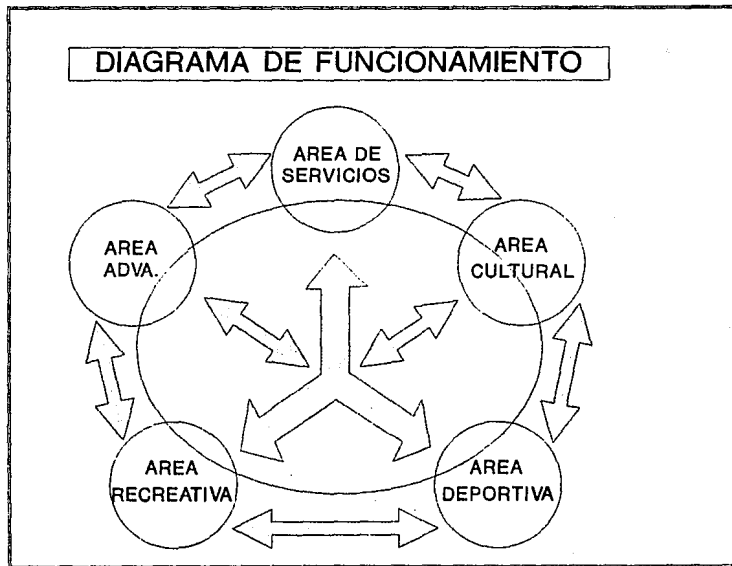 DIAGRAMA DE FUNCIONAMIENTO
AREA DE
SERVICIOS
AREA
ADVA.
AREA
CULTURAL
AREA
RECREATIVA
AREA
DEPORTIVA